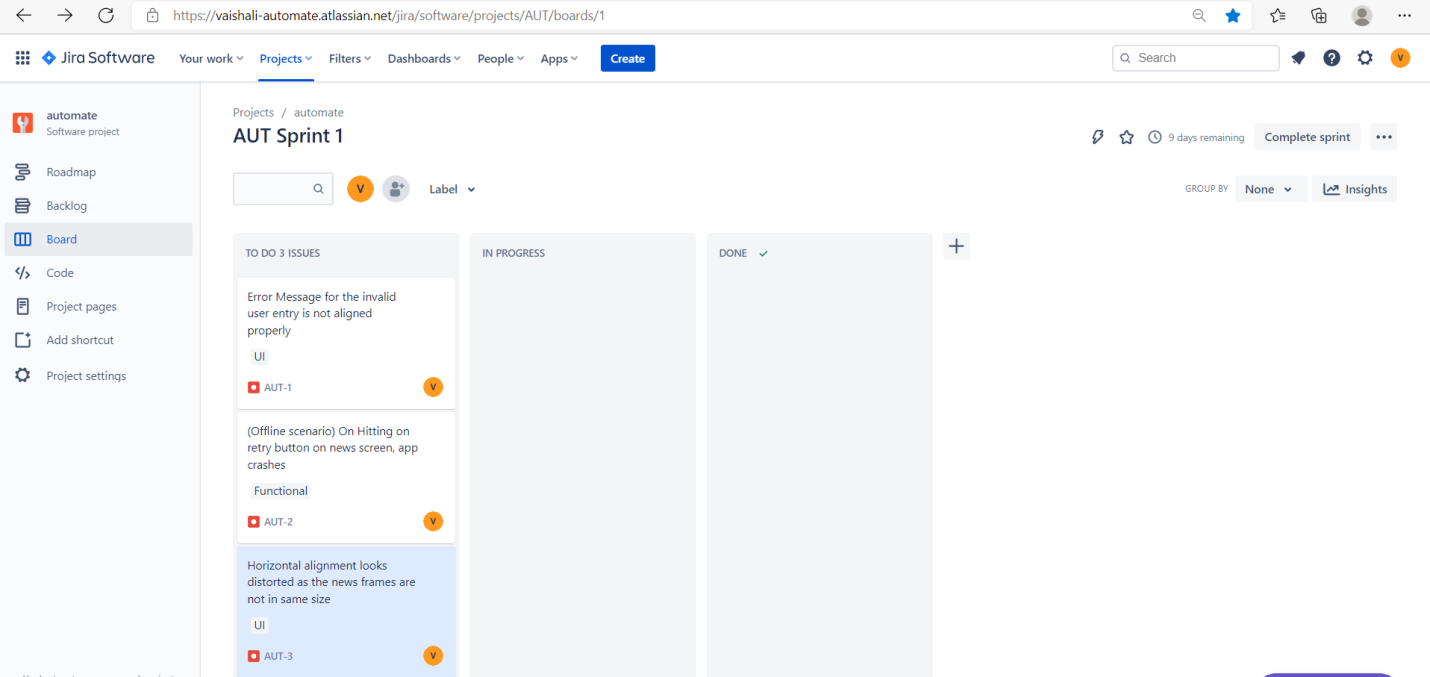 https://vaishali-automate.atlassian.net/jira/software/projects/AUT/boards/1
Jira Software
Your work
Projects
Filters
Dashboards
People
Apps
Create
Search
V
automate
Software project
Roadmap
Backlog
Board
Code
Project pages
Add shortcut
Project settings
Projects / automate
AUT Sprint 1
9 days remaining
Complete sprint
V
Label
GROUP BY
None
Insights
TO DO 3 ISSUES
Error Message for the invalid
user entry is not aligned
properly
UI
AUT-1
V
(Offline scenario) On Hitting on
retry button on news screen, app
crashes
Functional
AUT-2
V
Horizontal alignment looks
distorted as the news frames are
not in same size
UI
AUT-3
V
IN PROGRESS
DONE